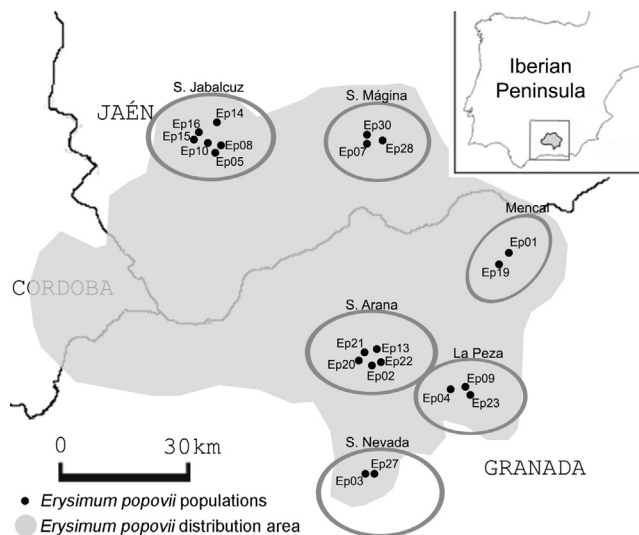 S. Jabalcuz
JAÉN
Ep14
Ep16
Ep15
Ep10
Ep08
Ep05
S. Mágina
Ep30
Ep07
Ep28
Iberian
Peninsula
Mencal
Ep01
Ep19
CORDOBA
S. Arana
Ep21
Ep13
Ep20
Ep22
Ep02
La Peza
Ep09
Ep04
Ep23
S. Nevada
Ep27
Ep03
GRANADA
0 30km
Erysimum popovii populations
Erysimum popovii distribution area